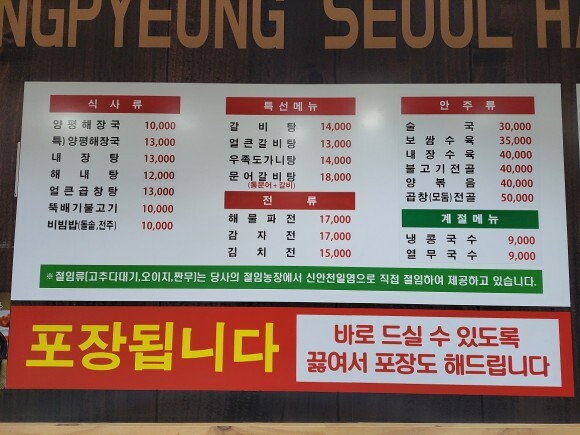 NGPYEONG SEOUL HA
식사류
양평해장국 10,000
특)양평해장국 13,000
내장탕 13,000
해내탕 12,000
얼큰곱창탕 13,000
뚝배기불고기 10,000
비빔밥(돌솥,전주) 10,000
특선메뉴
갈비탕 14,000
얼큰갈비탕 13,000
우족도가니탕 14,000
문어갈비탕 18,000
(통문어+갈비)
전류
해물파전 17,000
감자전 17,000
김치전 15,000
안주류
술국 30,000
보쌈수육 35,000
내장수육 40,000
불고기전골 40,000
양볶음 40,000
곱창(모둠)전골 50,000
계절메뉴
냉콩국수 9,000
열무국수 9,000
※절임류(고추다대기,오이지,짠무)는 당사의 절임농장에서 신안천일염으로 직접 절임하여 제공하고 있습니다.
포장됩니다
바로 드실 수 있도록
끓여서 포장도 해드립니다